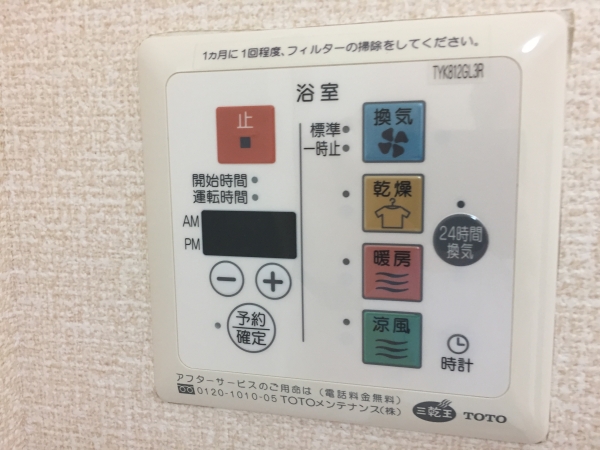 1カ月に1回程度、フィルターの掃除をしてください。
TYK812GL3R
浴室
止
標準
一時止
換気
開始時間
運転時間
乾燥
AM
PM
24時間
換気
暖房
予約
確定
涼風
時計
アフターサービスのご用命は（電話料金無料）
0120-1010-05 TOTOメンテナンス(株)
三乾王
TOTO